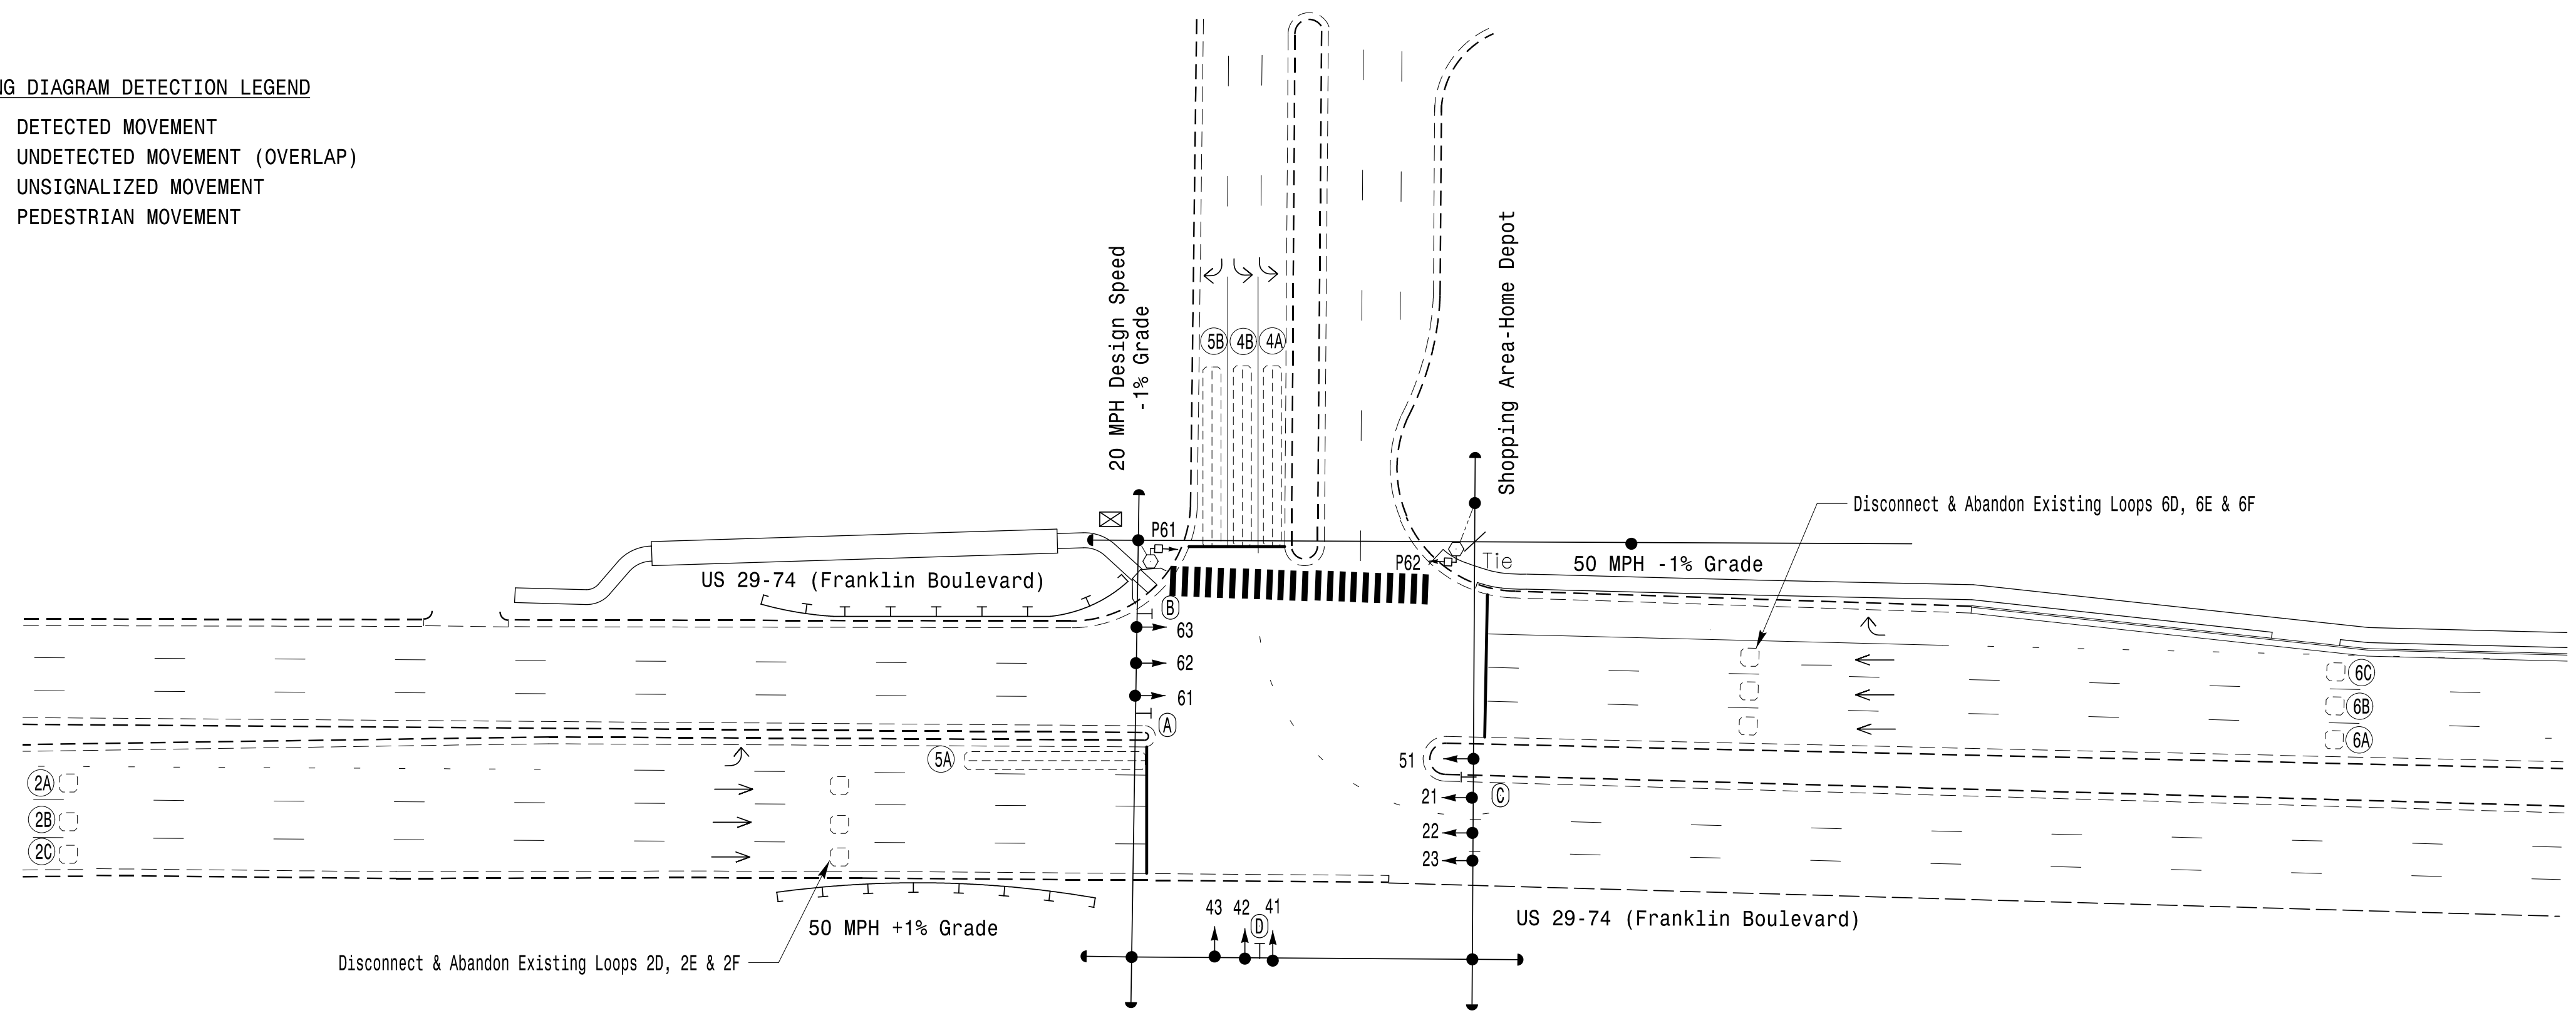 NG DIAGRAM DETECTION LEGEND
DETECTED MOVEMENT
UNDETECTED MOVEMENT (OVERLAP)
UNSIGNALIZED MOVEMENT
PEDESTRIAN MOVEMENT
20 MPH Design Speed
-1% Grade
Shopping Area-Home Depot
5B
4B
4A
Disconnect & Abandon Existing Loops 6D, 6E & 6F
P61
P62
Tie
50 MPH -1% Grade
US 29-74 (Franklin Boulevard)
B
63
62
61
A
6C
6B
6A
5A
51
2A
2B
2C
21
C
22
23
43
42
41
D
50 MPH +1% Grade
US 29-74 (Franklin Boulevard)
Disconnect & Abandon Existing Loops 2D, 2E & 2F